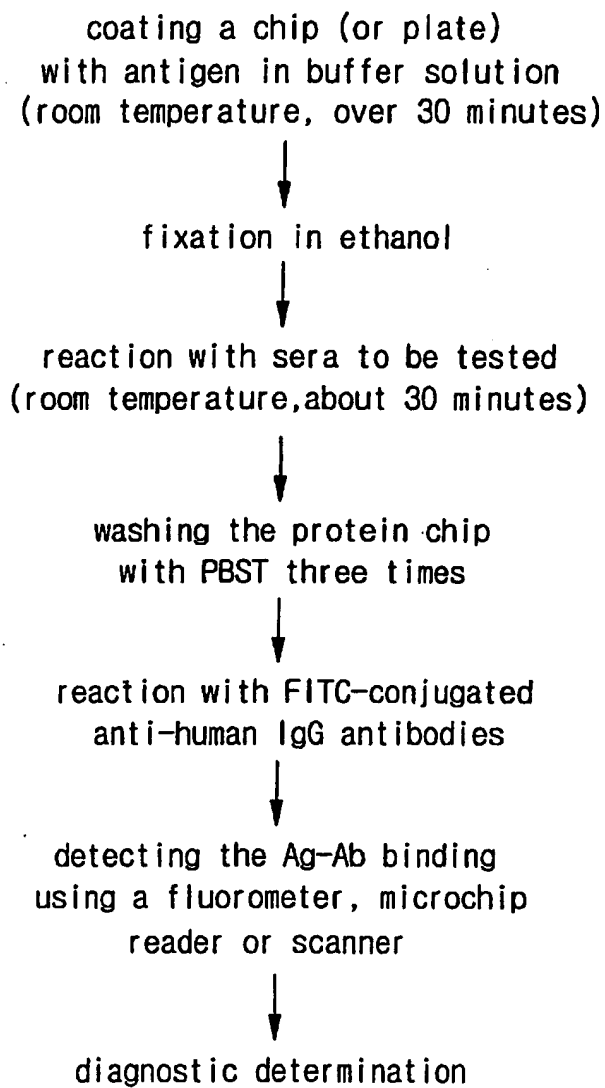 coating a chip (or plate)
with antigen in buffer solution
(room temperature, over 30 minutes)
fixation in ethanol
reaction with sera to be tested
(room temperature,about 30 minutes)
washing the protein chip
with PBST three times
reaction with FITC-conjugated
anti-human IgG antibodies
detecting the Ag-Ab binding
using a fluorometer, microchip
reader or scanner
diagnostic determination